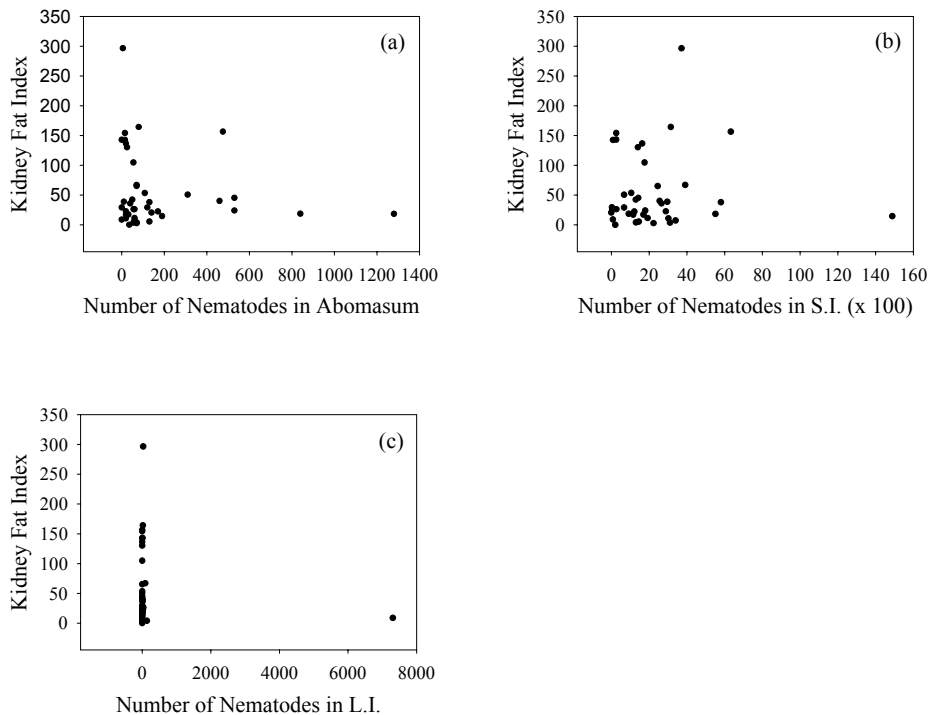 350
300
250
200
150
100
50
0
Kidney Fat Index
(a)
0 200 400 600 800 1000 1200 1400
Number of Nematodes in Abomasum
350
300
250
200
150
100
50
0
Kidney Fat Index
(b)
0 20 40 60 80 100 120 140 160
Number of Nematodes in S.I. (x 100)
350
300
250
200
150
100
50
0
Kidney Fat Index
(c)
0 2000 4000 6000 8000
Number of Nematodes in L.I.